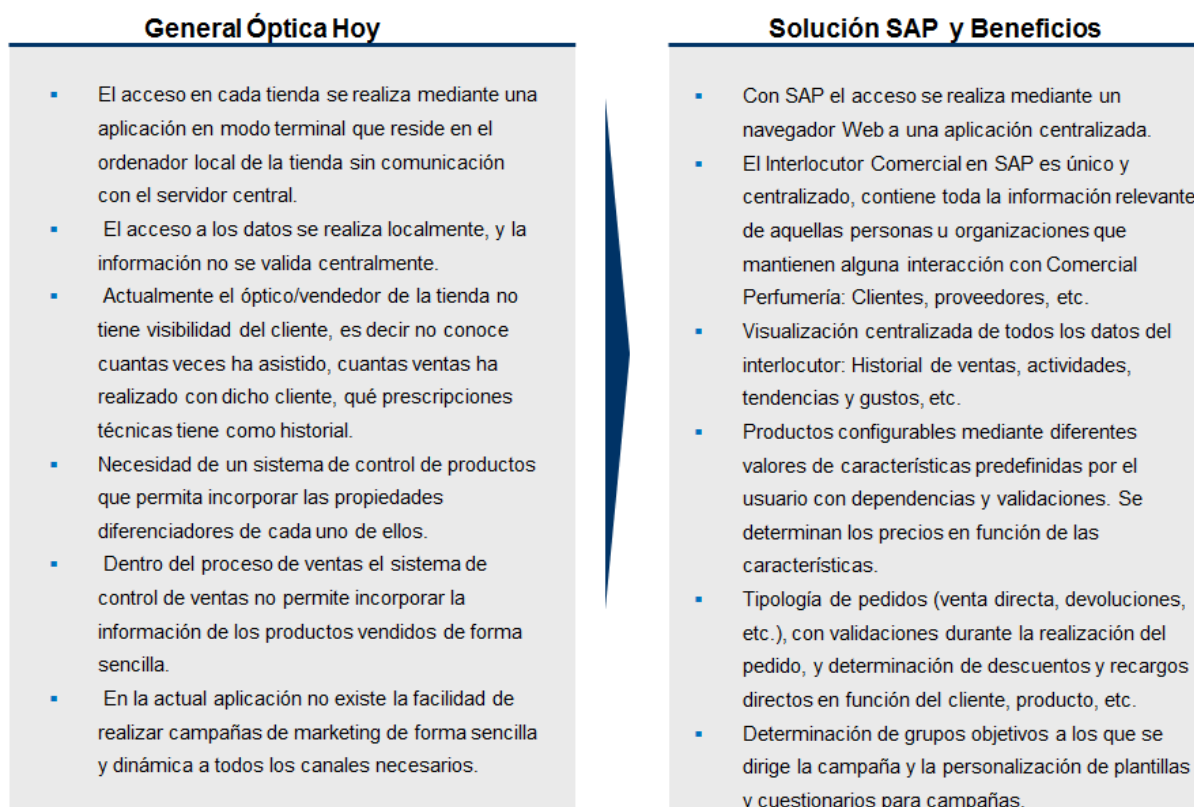 General Óptica Hoy
▪ El acceso en cada tienda se realiza mediante una
aplicación en modo terminal que reside en el
ordenador local de la tienda sin comunicación
con el servidor central.
▪ El acceso a los datos se realiza localmente, y la
información no se valida centralmente.
▪ Actualmente el óptico/vendedor de la tienda no
tiene visibilidad del cliente, es decir no conoce
cuantas veces ha asistido, cuantas ventas ha
realizado con dicho cliente, qué prescripciones
técnicas tiene como historial.
▪ Necesidad de un sistema de control de productos
que permita incorporar las propiedades
diferenciadores de cada uno de ellos.
▪ Dentro del proceso de ventas el sistema de
control de ventas no permite incorporar la
información de los productos vendidos de forma
sencilla.
▪ En la actual aplicación no existe la facilidad de
realizar campañas de marketing de forma sencilla
y dinámica a todos los canales necesarios.
Solución SAP y Beneficios
▪ Con SAP el acceso se realiza mediante un
navegador Web a una aplicación centralizada.
▪ El Interlocutor Comercial en SAP es único y
centralizado, contiene toda la información relevante
de aquellas personas u organizaciones que
mantienen alguna interacción con Comercial
Perfumería: Clientes, proveedores, etc.
▪ Visualización centralizada de todos los datos del
interlocutor: Historial de ventas, actividades,
tendencias y gustos, etc.
▪ Productos configurables mediante diferentes
valores de características predefinidas por el
usuario con dependencias y validaciones. Se
determinan los precios en función de las
características.
▪ Tipología de pedidos (venta directa, devoluciones,
etc.), con validaciones durante la realización del
pedido, y determinación de descuentos y recargos
directos en función del cliente, producto, etc.
▪ Determinación de grupos objetivos a los que se
dirige la campaña y la personalización de plantillas
y cuestionarios para campañas.